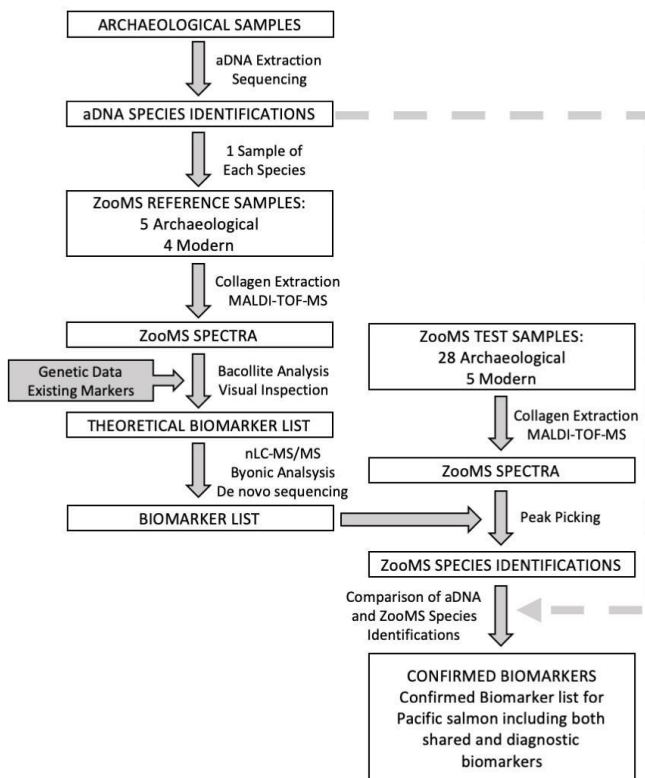 ARCHAEOLOGICAL SAMPLES
aDNA Extraction
Sequencing
aDNA SPECIES IDENTIFICATIONS
1 Sample of
Each Species
ZooMS REFERENCE SAMPLES:
5 Archaeological
4 Modern
Collagen Extraction
MALDI-TOF-MS
ZooMS SPECTRA
Genetic Data
Existing Markers
Bacollite Analysis
Visual Inspection
THEORETICAL BIOMARKER LIST
nLC-MS/MS
Byonic Analsysis
De novo sequencing
BIOMARKER LIST
ZooMS TEST SAMPLES:
28 Archaeological
5 Modern
Collagen Extraction
MALDI-TOF-MS
ZooMS SPECTRA
Peak Picking
ZooMS SPECIES IDENTIFICATIONS
Comparison of aDNA
and ZooMS Species
Identifications
CONFIRMED BIOMARKERS
Confirmed Biomarker list for
Pacific salmon including both
shared and diagnostic
biomarkers